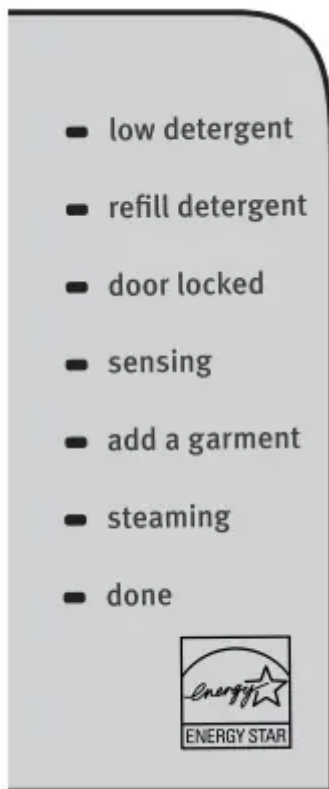 low detergent
refill detergent
door locked
sensing
add a garment
steaming
done
energy
ENERGY STAR